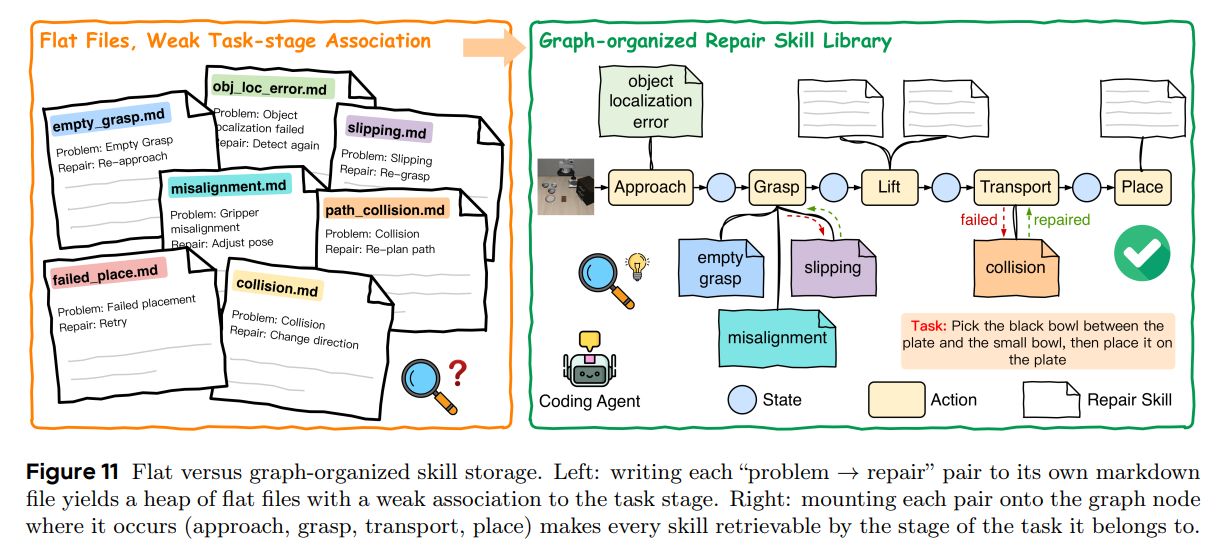 Flat Files, Weak Task-stage Association
obj_loc_error.md
Problem: Object
localization failed
Repair: Detect again
empty_grasp.md
Problem: Empty Grasp
Repair: Re-approach
slipping.md
Problem: Slipping
Repair: Re-grasp
misalignment.md
Problem: Gripper
misalignment
Repair: Adjust pose
path_collision.md
Problem: Collision
Repair: Re-plan path
failed_place.md
Problem: Failed placement
Repair: Retry
collision.md
Problem: Collision
Repair: Change direction
?
Graph-organized Repair Skill Library
object
localization
error
Approach
Grasp
Lift
Transport
Place
failed
repaired
empty
grasp
slipping
collision
misalignment
Task: Pick the black bowl between the
plate and the small bowl, then place it on
the plate
Coding Agent
State
Action
Repair Skill
Figure 11 Flat versus graph-organized skill storage. Left: writing each “problem → repair” pair to its own markdown
file yields a heap of flat files with a weak association to the task stage. Right: mounting each pair onto the graph node
where it occurs (approach, grasp, transport, place) makes every skill retrievable by the stage of the task it belongs to.